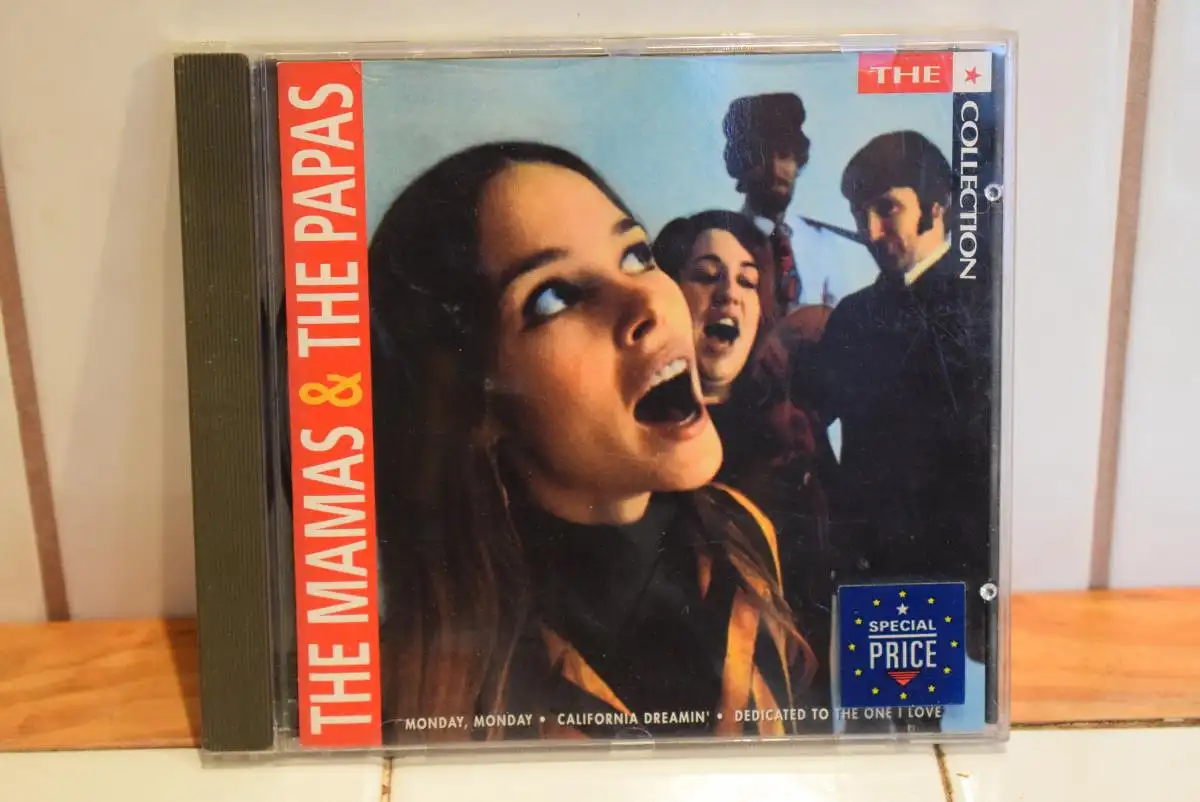 THE MAMAS & THE PAPAS
THE
COLLECTION
SPECIAL
PRICE
MONDAY, MONDAY • CALIFORNIA DREAMIN' • DEDICATED TO THE ONE I LOVE